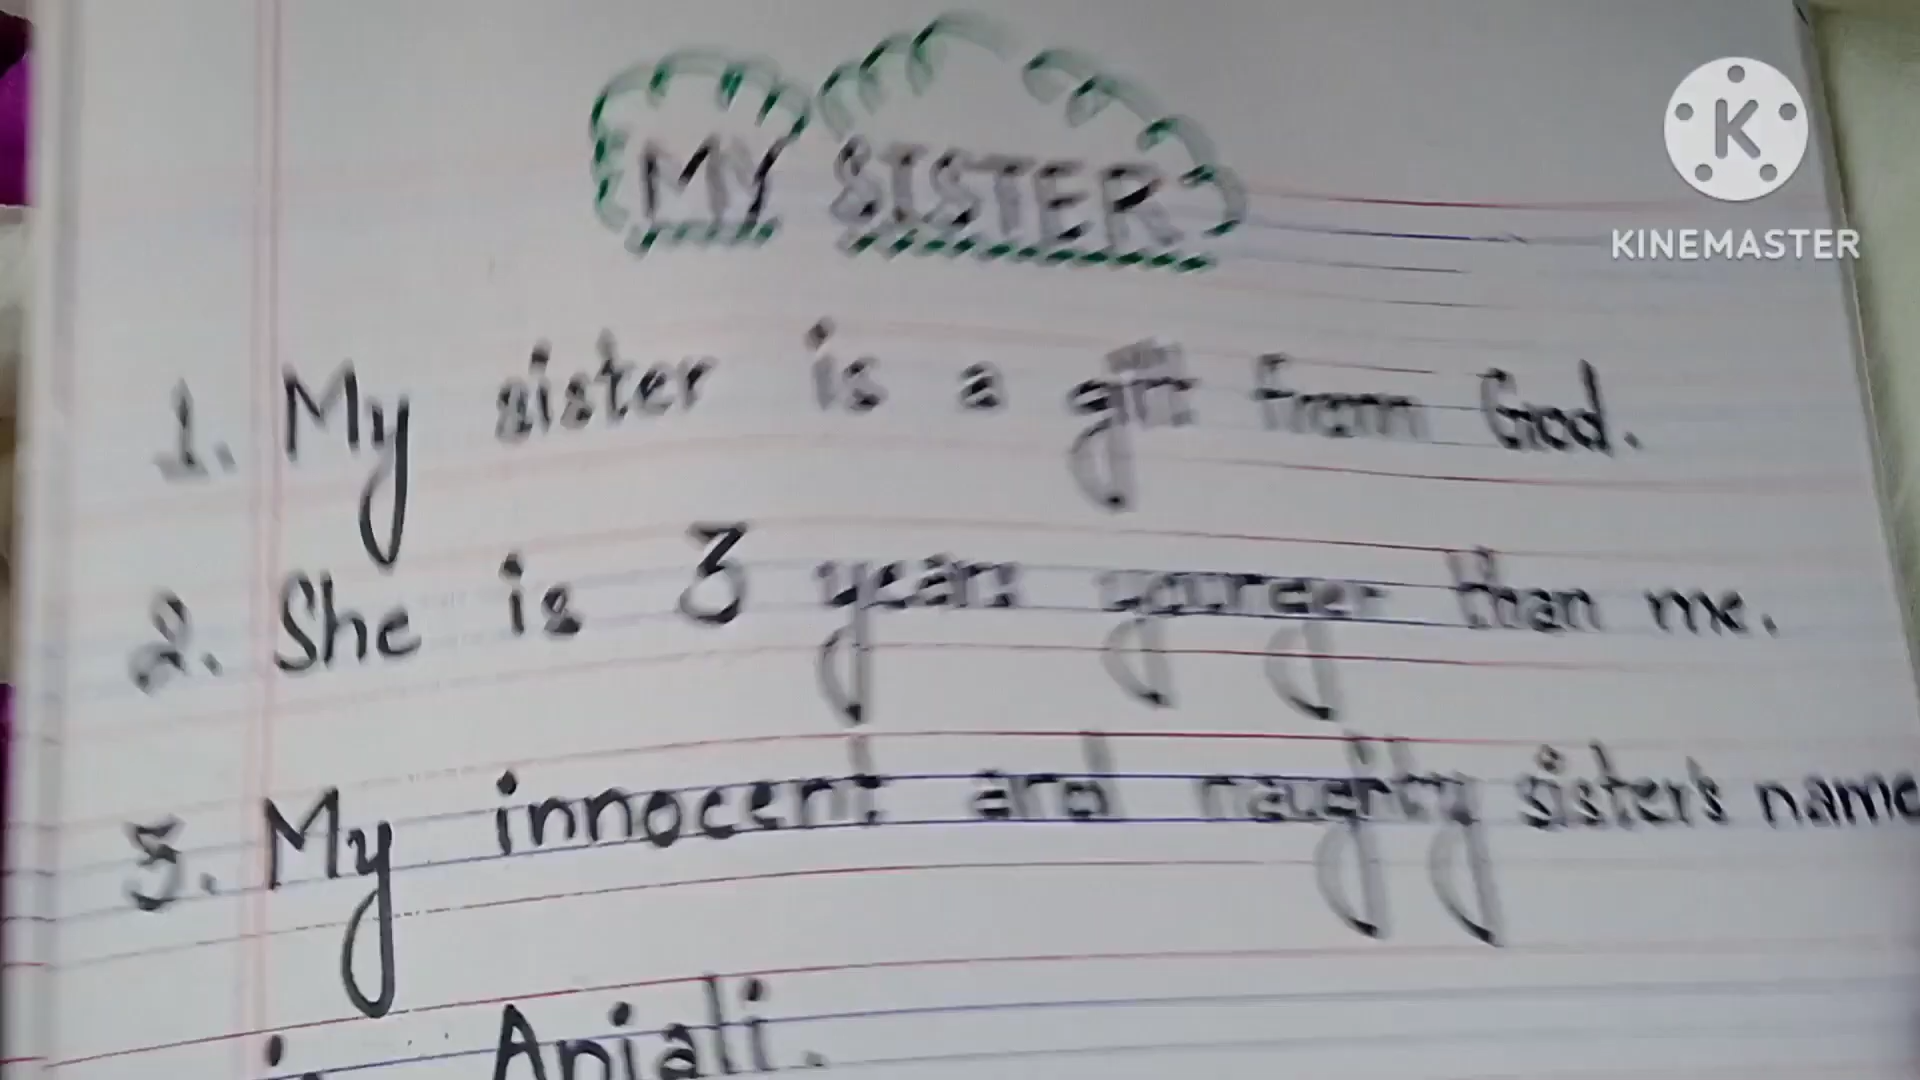 MY SISTER
KINEMASTER
1. My sister is a gift from God.
2. She is 3 years younger than me.
3. My innocent and naughty sister's name
is Anjali.